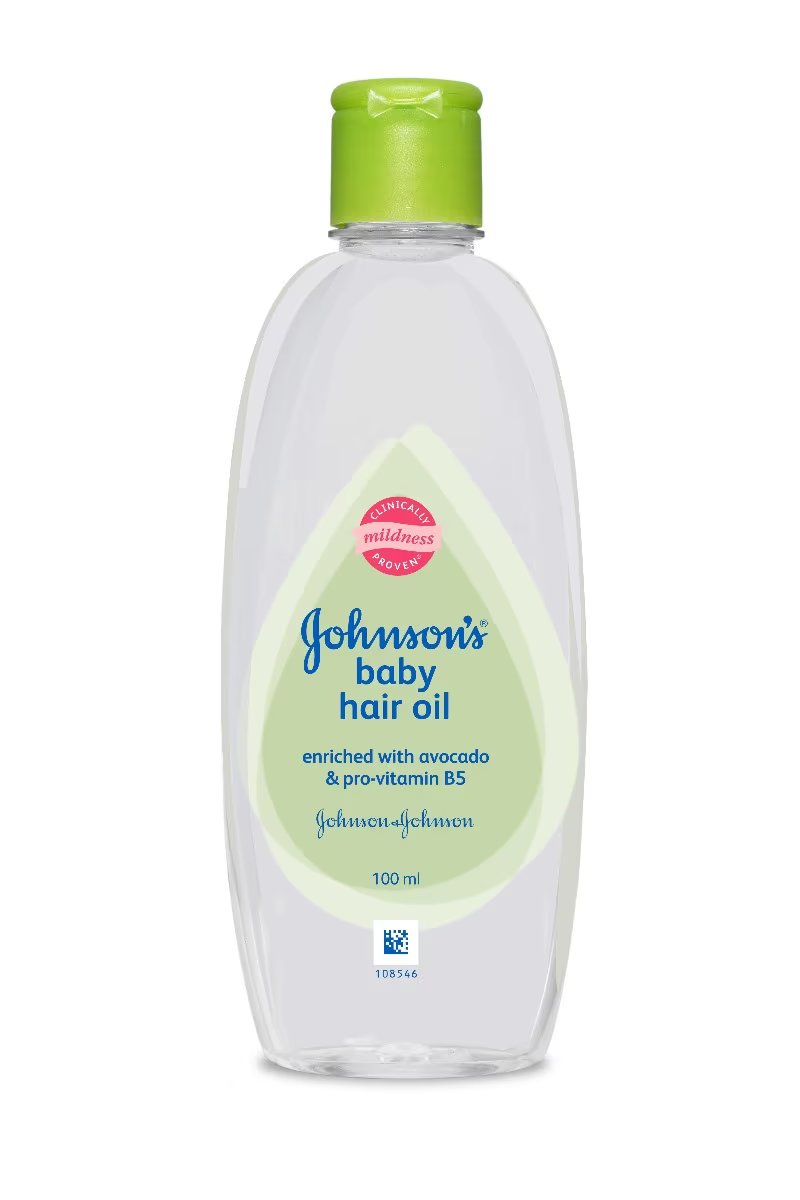 CLINICALLY
mildness
PROVEN®
Johnson's®
baby
hair oil
enriched with avocado
& pro-vitamin B5
Johnson & Johnson
100 ml
108546